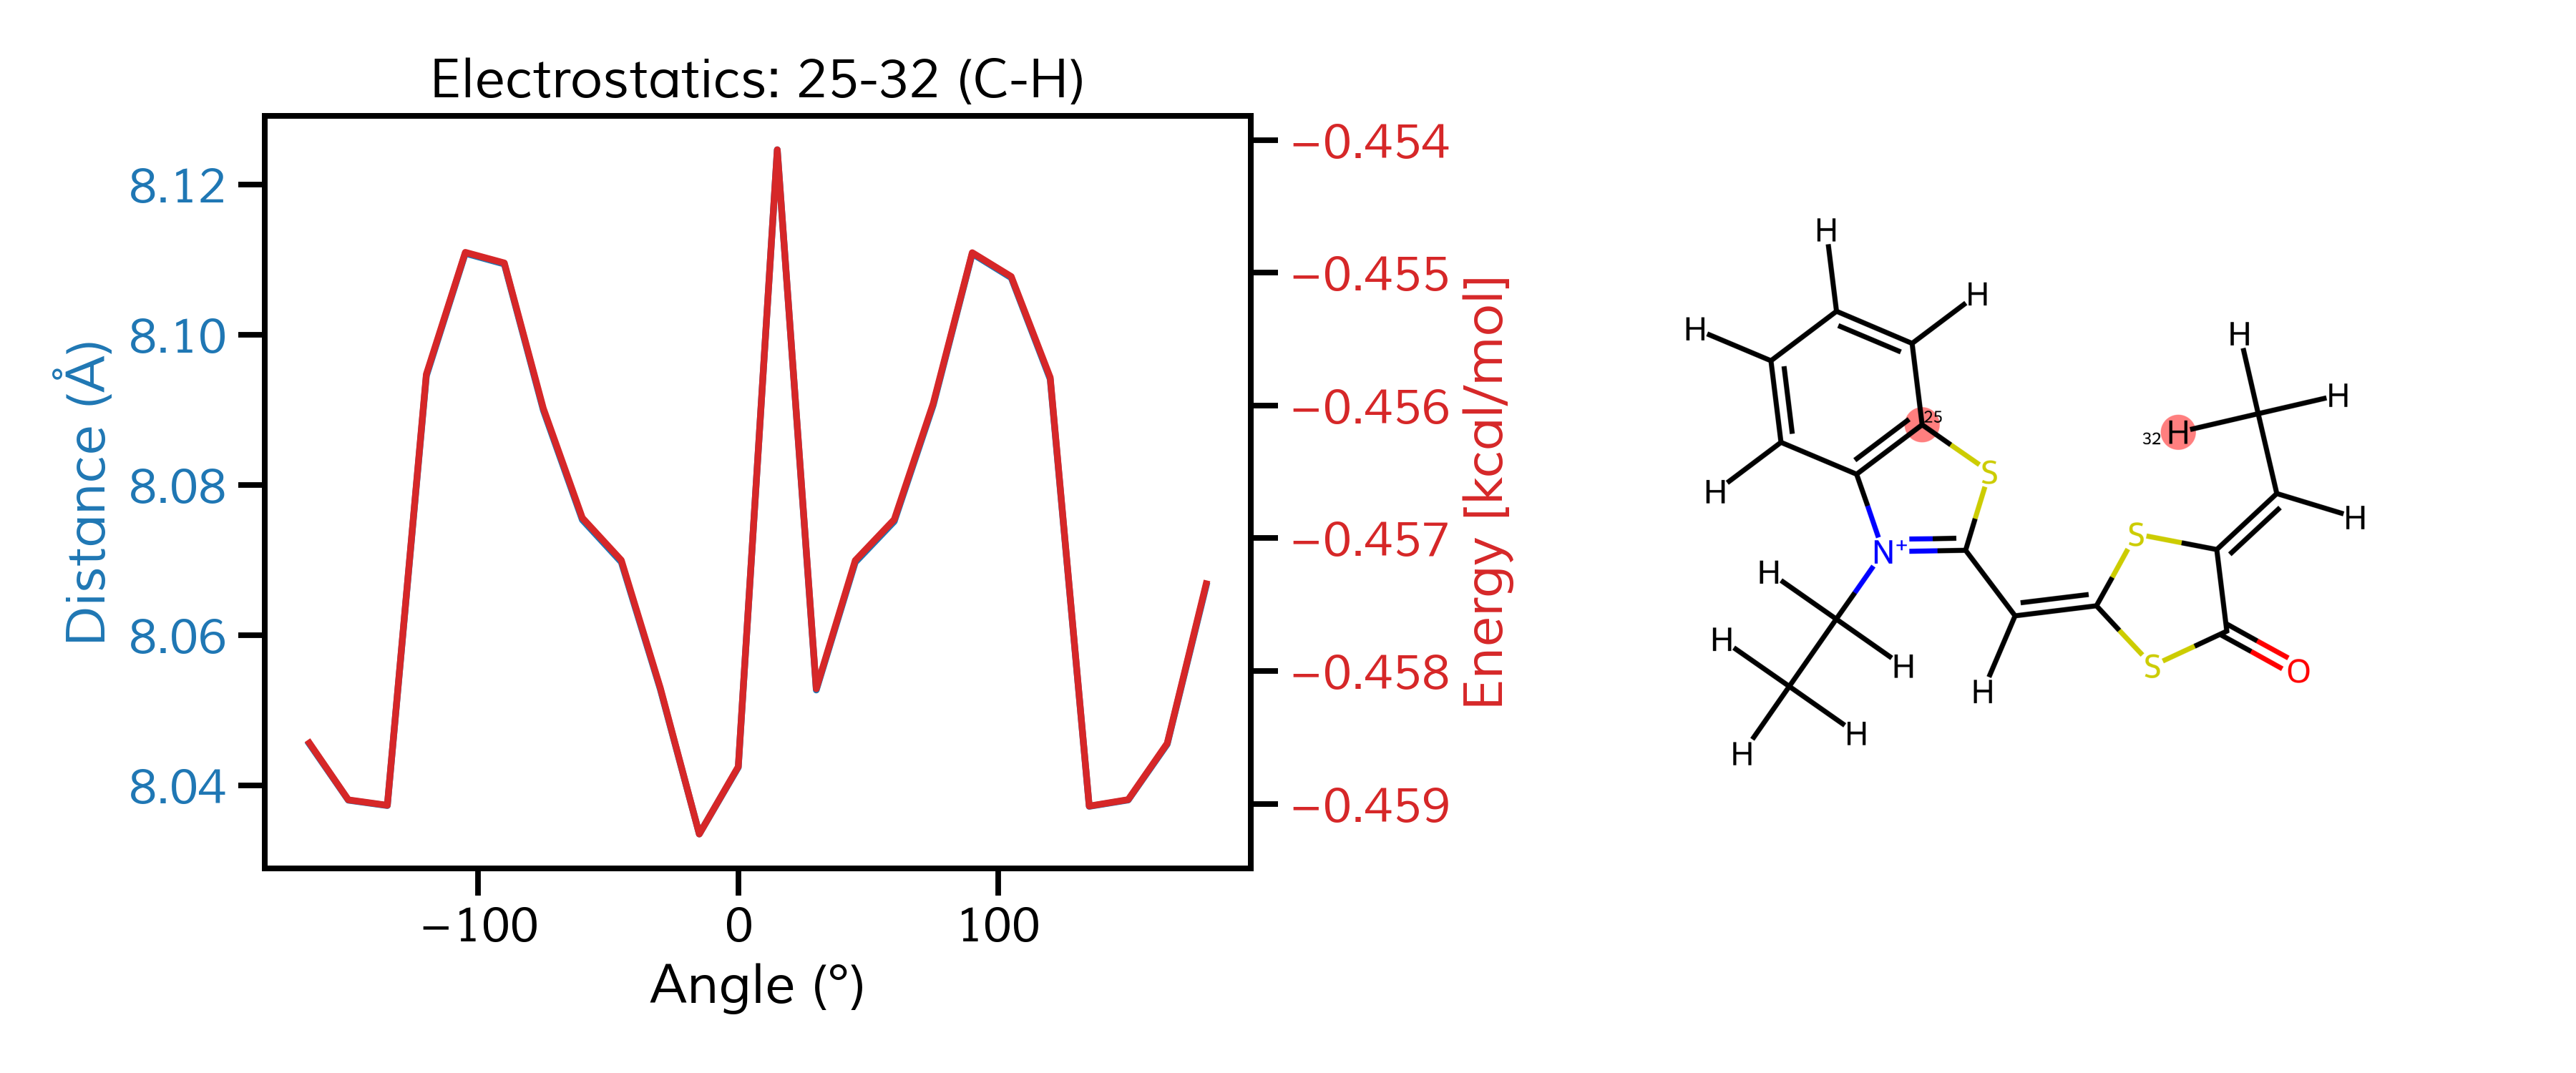 Electrostatics: 25-32 (C-H)
Distance (Å)
8.12
8.10
8.08
8.06
8.04
−0.454
−0.455
−0.456
−0.457
−0.458
−0.459
Energy [kcal/mol]
−100
0
100
Angle (°)
H
H
H
H
H
H
25
32 H
S
S
H
N+
H
H
H
H
S
O
H
H